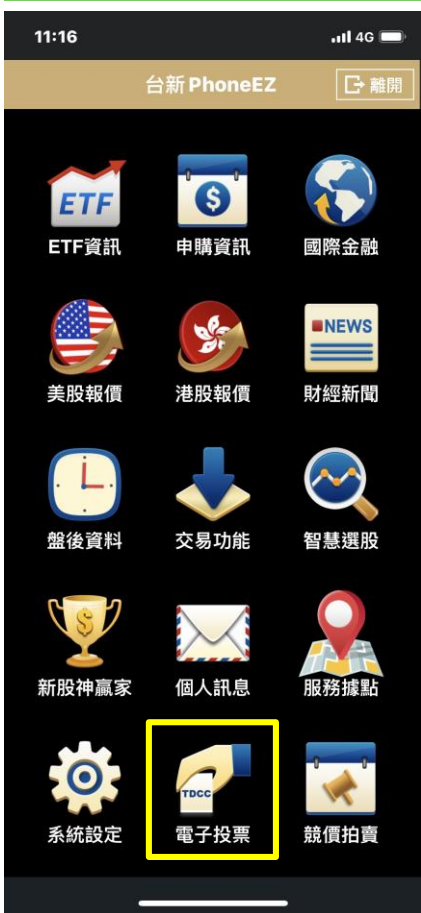 11:16
4G
台新 PhoneEZ
離開
ETF
ETF資訊
$
申購資訊
國際金融
美股報價
港股報價
NEWS
財經新聞
盤後資料
交易功能
智慧選股
$
新股神贏家
個人訊息
服務據點
系統設定
TDCC
電子投票
競價拍賣